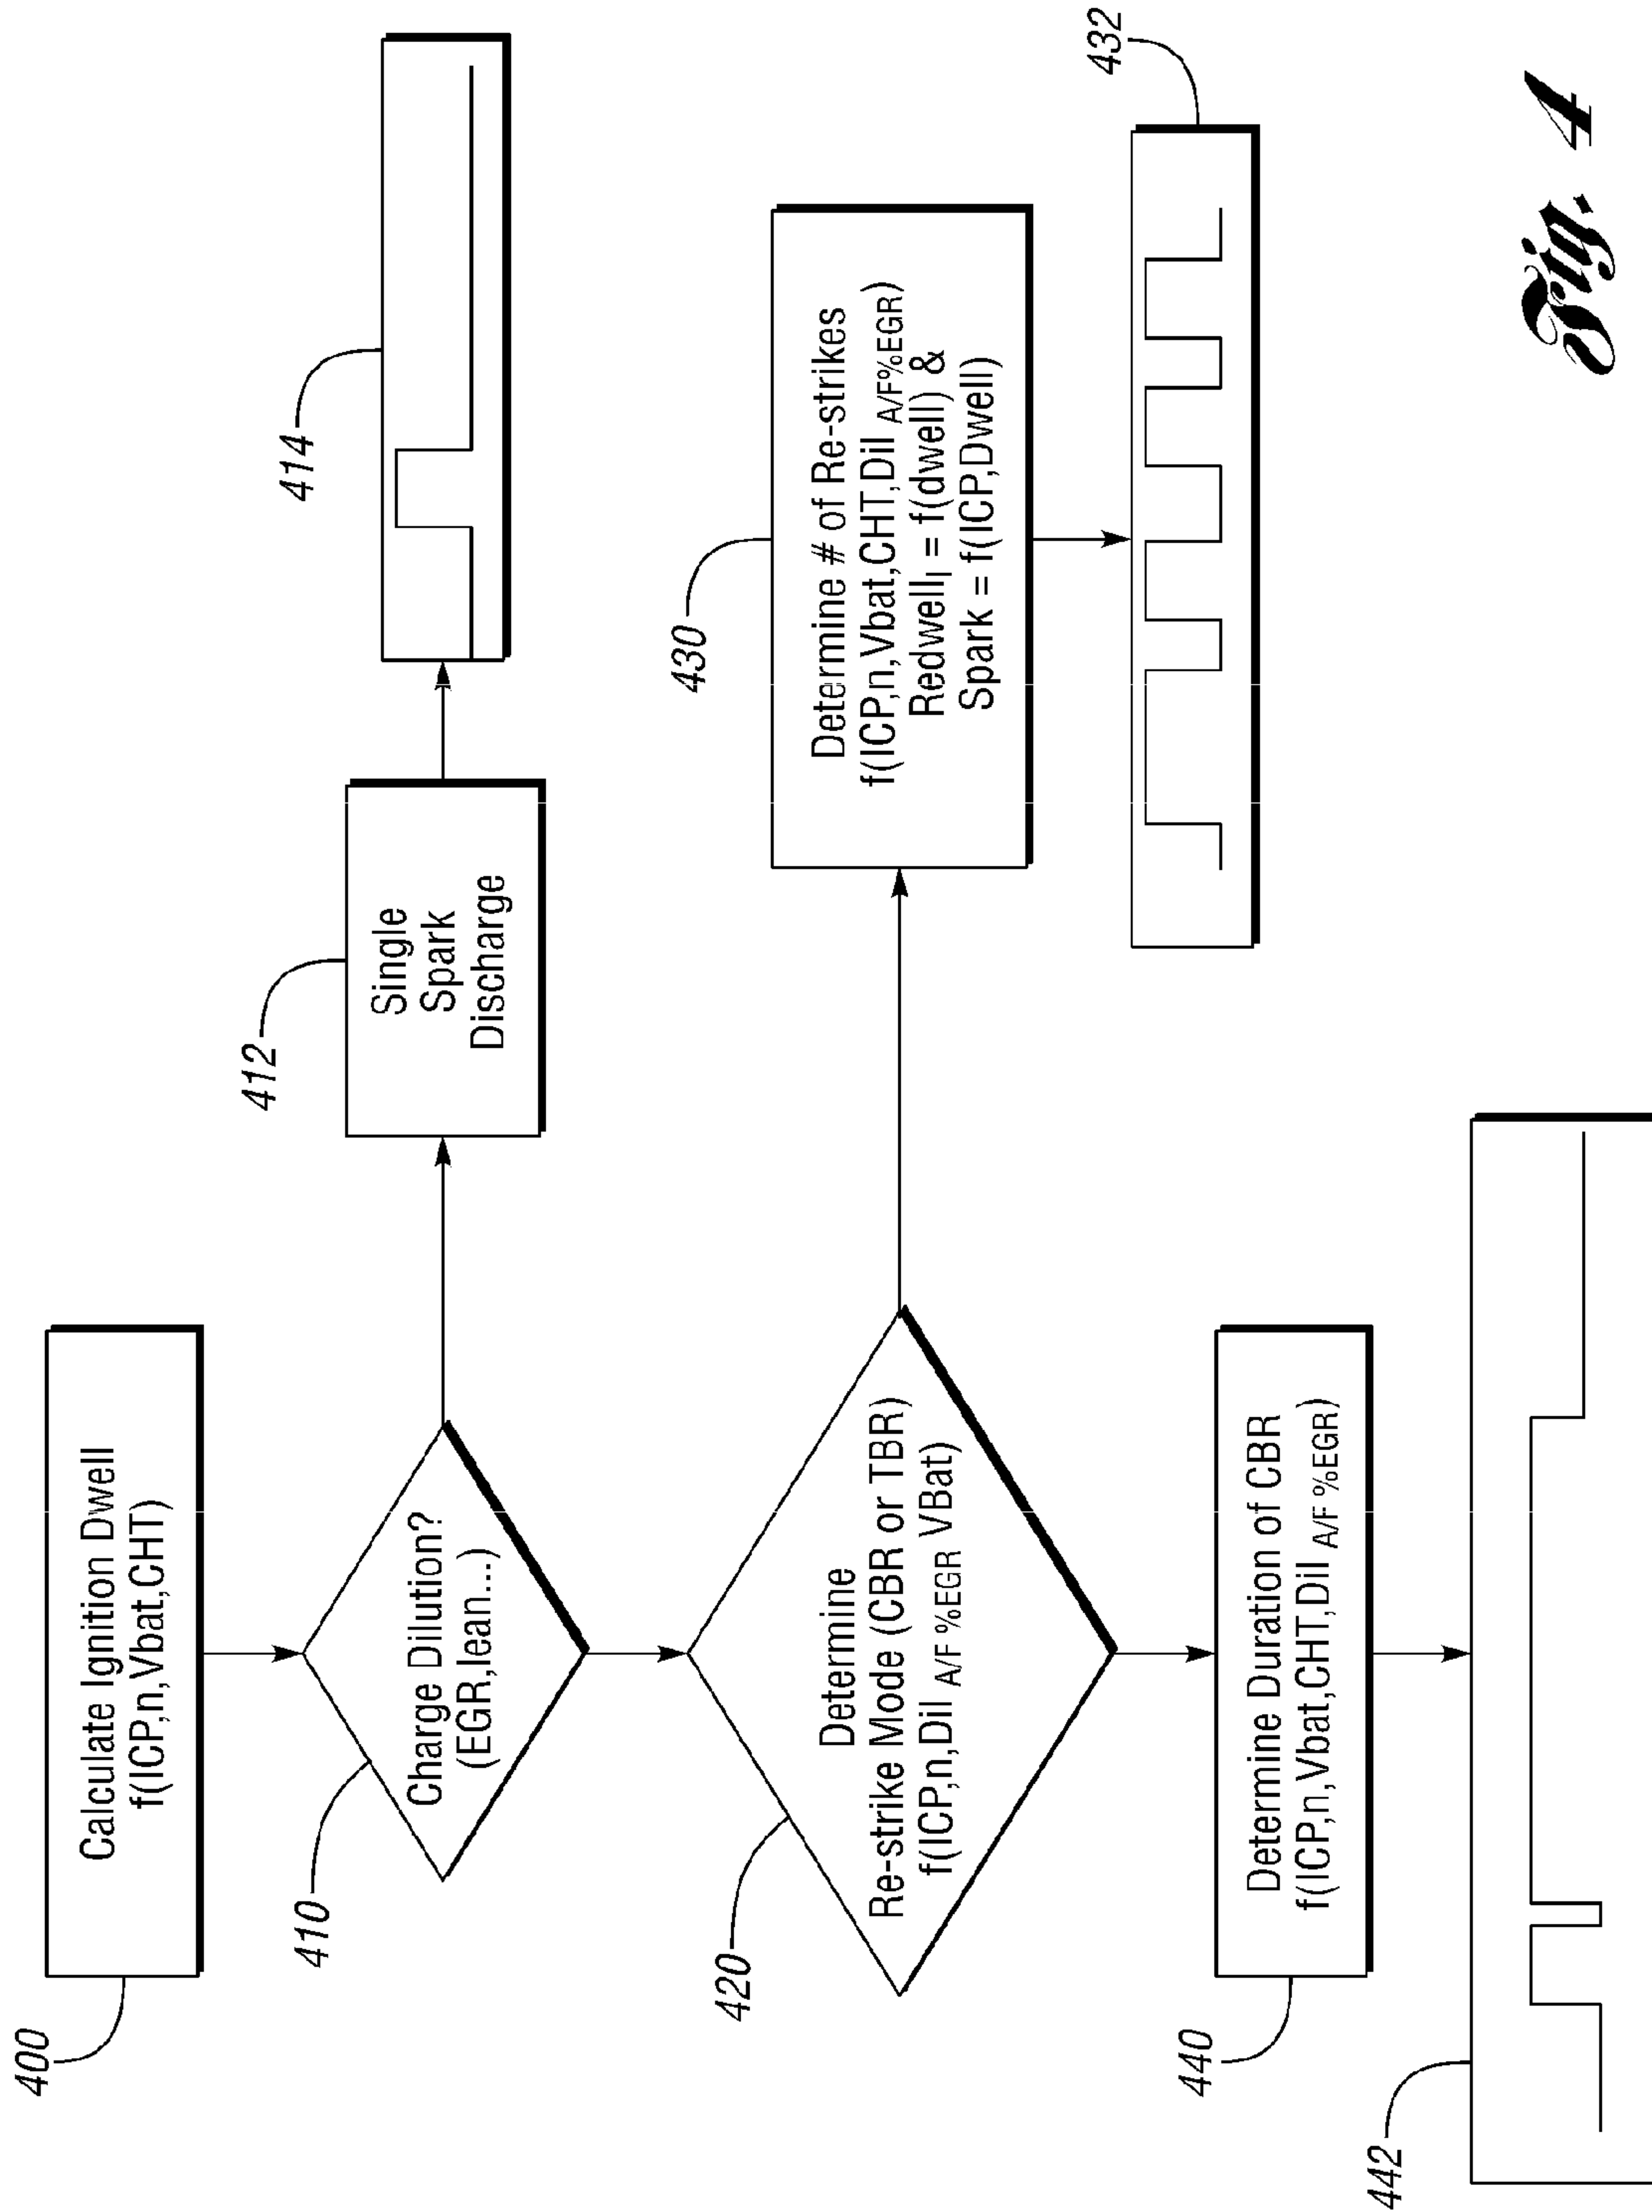 400
Calculate Ignition Dwell
f(ICP,n,Vbat,CHT)
410
Charge Dilution?
(EGR,lean...)
412
Single
Spark
Discharge
414
420
Determine
Re-strike Mode (CBR or TBR)
f(ICP,n,Dil A/F %EGR VBat)
430
Determine # of Re-strikes
f(ICP,n,Vbat,CHT,Dil A/F%EGR)
Redwell| = f(dwell) &
Spark = f(ICP,Dwell)
432
440
Determine Duration of CBR
f(ICP,n,Vbat,CHT,Dil A/F %EGR)
442
Fig. 4